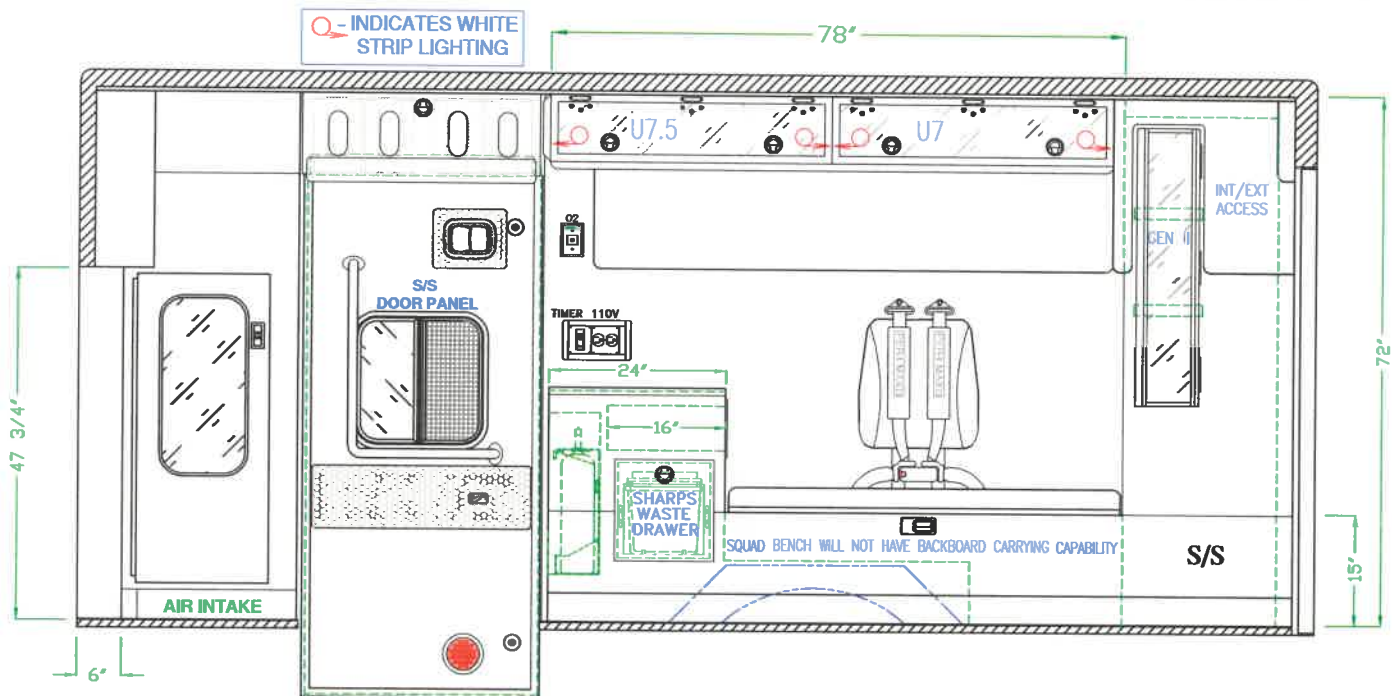 - INDICATES WHITE
STRIP LIGHTING
78"
U7.5
U7
INT/EXT
ACCESS
GEN II
O2
S/S
DOOR PANEL
TIMER 110V
24"
16"
72"
47 3/4"
SHARPS
WASTE
DRAWER
SQUAD BENCH WILL NOT HAVE BACKBOARD CARRYING CAPABILITY
S/S
15"
AIR INTAKE
6"